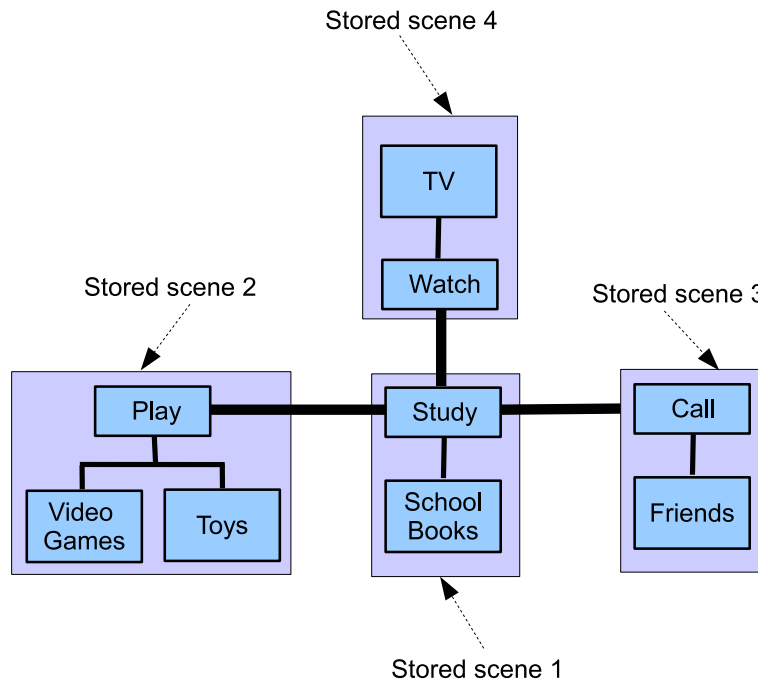 Stored scene 4
TV
Watch
Stored scene 2
Stored scene 3
Play
Study
Call
Video
Games
Toys
School
Books
Friends
Stored scene 1